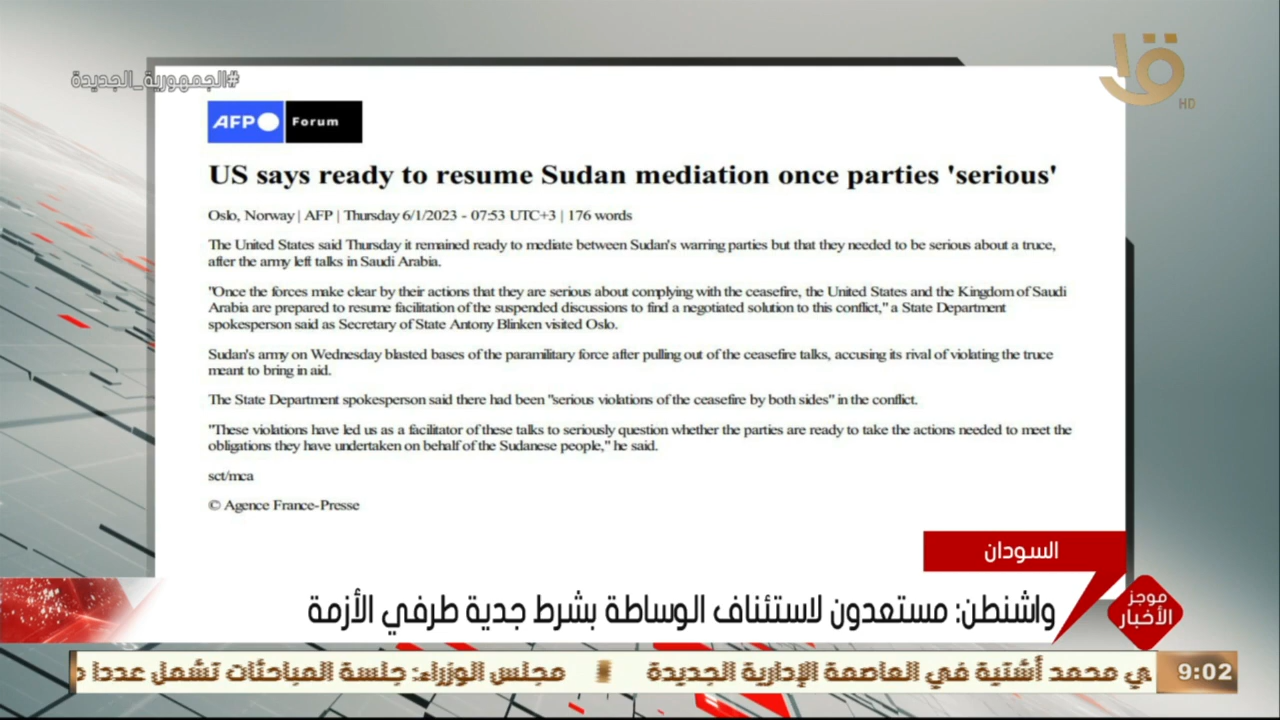 #الجمهورية_الجديدة
HD
AFP Forum
US says ready to resume Sudan mediation once parties 'serious'
Oslo, Norway | AFP | Thursday 6/1/2023 - 07:53 UTC+3 | 176 words
The United States said Thursday it remained ready to mediate between Sudan's warring parties but that they needed to be serious about a truce,
after the army left talks in Saudi Arabia.
"Once the forces make clear by their actions that they are serious about complying with the ceasefire, the United States and the Kingdom of Saudi
Arabia are prepared to resume facilitation of the suspended discussions to find a negotiated solution to this conflict," a State Department
spokesperson said as Secretary of State Antony Blinken visited Oslo.
Sudan's army on Wednesday blasted bases of the paramilitary force after pulling out of the ceasefire talks, accusing its rival of violating the truce
meant to bring in aid.
The State Department spokesperson said there had been "serious violations of the ceasefire by both sides" in the conflict.
"These violations have led us as a facilitator of these talks to seriously question whether the parties are ready to take the actions needed to meet the
obligations they have undertaken on behalf of the Sudanese people," he said.
sct/mca
© Agence France-Presse
السودان
موجز
الأخبار
واشنطن: مستعدون لاستئناف الوساطة بشرط جدية طرفي الأزمة
9:02
ي محمد أشتية في العاصمة الإدارية الجديدة مجلس الوزراء: جلسة المباحثات تشمل عددا